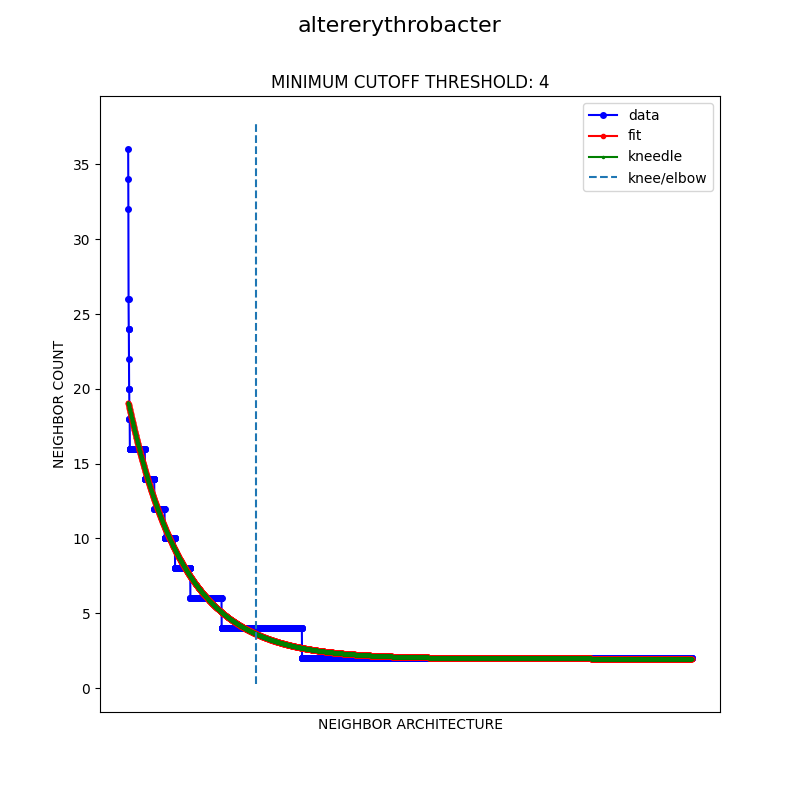 altererythrobacter
MINIMUM CUTOFF THRESHOLD: 4
data
fit
kneedle
knee/elbow
NEIGHBOR COUNT
35
30
25
20
15
10
5
0
NEIGHBOR ARCHITECTURE